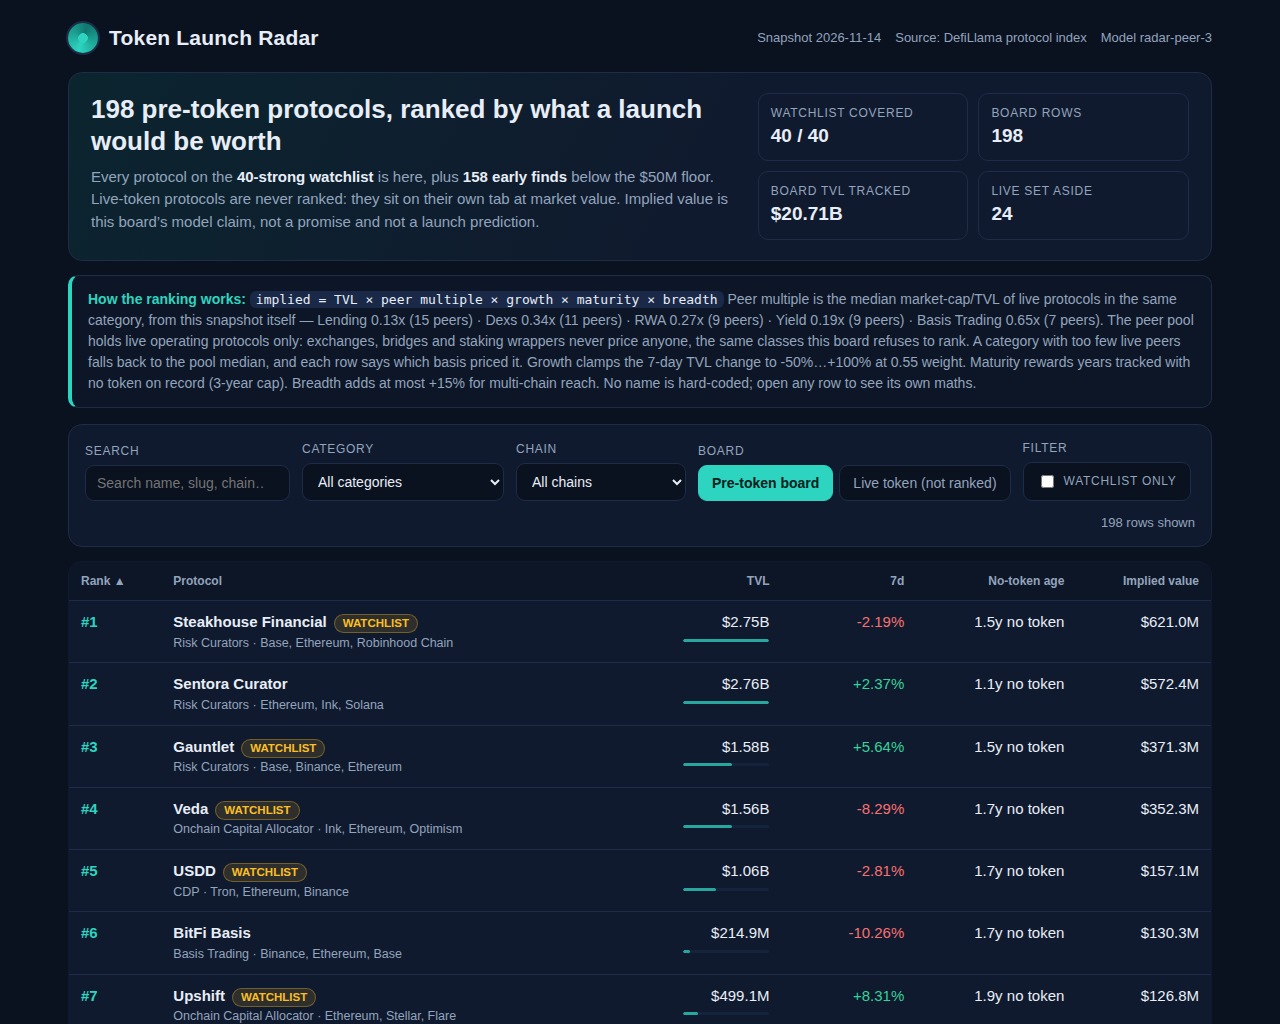 Token Launch Radar
Snapshot 2026-11-14 Source: DefiLlama protocol index Model radar-peer-3
198 pre-token protocols, ranked by what a launch
would be worth
Every protocol on the 40-strong watchlist is here, plus 158 early finds below the $50M floor.
Live-token protocols are never ranked: they sit on their own tab at market value. Implied value is
this board's model claim, not a promise and not a launch prediction.
WATCHLIST COVERED
40 / 40
BOARD ROWS
198
BOARD TVL TRACKED
$20.71B
LIVE SET ASIDE
24
How the ranking works: implied = TVL × peer multiple × growth × maturity × breadth Peer multiple is the median market-cap/TVL of live protocols in the same
category, from this snapshot itself — Lending 0.13x (15 peers) · Dexs 0.34x (11 peers) · RWA 0.27x (9 peers) · Yield 0.19x (9 peers) · Basis Trading 0.65x (7 peers). The peer pool
holds live operating protocols only: exchanges, bridges and staking wrappers never price anyone, the same classes this board refuses to rank. A category with too few live peers
falls back to the pool median, and each row says which basis priced it. Growth clamps the 7-day TVL change to -50%…+100% at 0.55 weight. Maturity rewards years tracked with
no token on record (3-year cap). Breadth adds at most +15% for multi-chain reach. No name is hard-coded; open any row to see its own maths.
SEARCH
Search name, slug, chain..
CATEGORY
All categories
CHAIN
All chains
BOARD
Pre-token board Live token (not ranked)
FILTER
WATCHLIST ONLY
198 rows shown
Rank ▲ Protocol TVL 7d No-token age Implied value
#1 Steakhouse Financial WATCHLIST $2.75B -2.19% 1.5y no token $621.0M
Risk Curators · Base, Ethereum, Robinhood Chain
#2 Sentora Curator $2.76B +2.37% 1.1y no token $572.4M
Risk Curators · Ethereum, Ink, Solana
#3 Gauntlet WATCHLIST $1.58B +5.64% 1.5y no token $371.3M
Risk Curators · Base, Binance, Ethereum
#4 Veda WATCHLIST $1.56B -8.29% 1.7y no token $352.3M
Onchain Capital Allocator · Ink, Ethereum, Optimism
#5 USDD WATCHLIST $1.06B -2.81% 1.7y no token $157.1M
CDP · Tron, Ethereum, Binance
#6 BitFi Basis $214.9M -10.26% 1.7y no token $130.3M
Basis Trading · Binance, Ethereum, Base
#7 Upshift WATCHLIST $499.1M +8.31% 1.9y no token $126.8M
Onchain Capital Allocator · Ethereum, Stellar, Flare